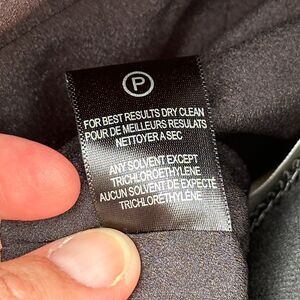 P
FOR BEST RESULTS DRY CLEAN
POUR DE MEILLEURS RESULATS
NETTOYER A SEC
ANY SOLVENT EXCEPT
TRICHLOROETHYLENE
AUCUN SOLVENT DE EXPECTÉ
TRICHLORÉTHYLÉNE